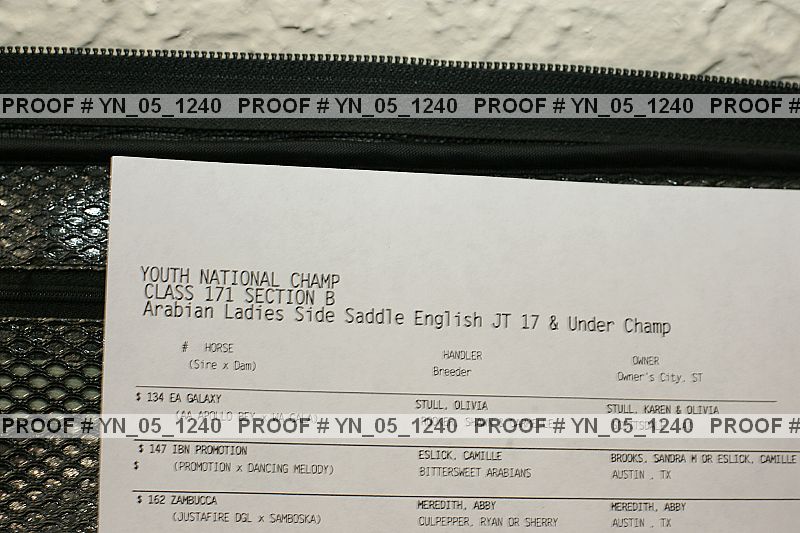 PROOF # YN_05_1240 PROOF # YN_05_1240 PROOF # YN_05_1240 PROOF #
YOUTH NATIONAL CHAMP
CLASS 171 SECTION B
Arabian Ladies Side Saddle English JT 17 & Under Champ
# HORSE HANDLER OWNER
(Sire x Dam) Breeder Owner's City, ST
$ 134 EA GALAXY STULL, OLIVIA STULL, KAREN & OLIVIA
PROOF # YN_05_1240 PROOF # YN_05_1240 PROOF # YN_05_1240 PROOF #
$ 147 IBN PROMOTION ESLICK, CAMILLE BROOKS, SANDRA M OR ESLICK, CAMILLE
$ (PROMOTION x DANCING MELODY) BITTERSWEET ARABIANS AUSTIN , TX
$ 162 ZAMBUCCA MEREDITH, ABBY MEREDITH, ABBY
(JUSTAFIRE DGL x SAMBOSKA) CULPEPPER, RYAN OR SHERRY AUSTIN , TX